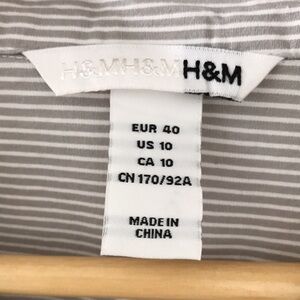 H&MH&MH&M
EUR 40
US 10
CA 10
CN 170/92A
MADE IN
CHINA